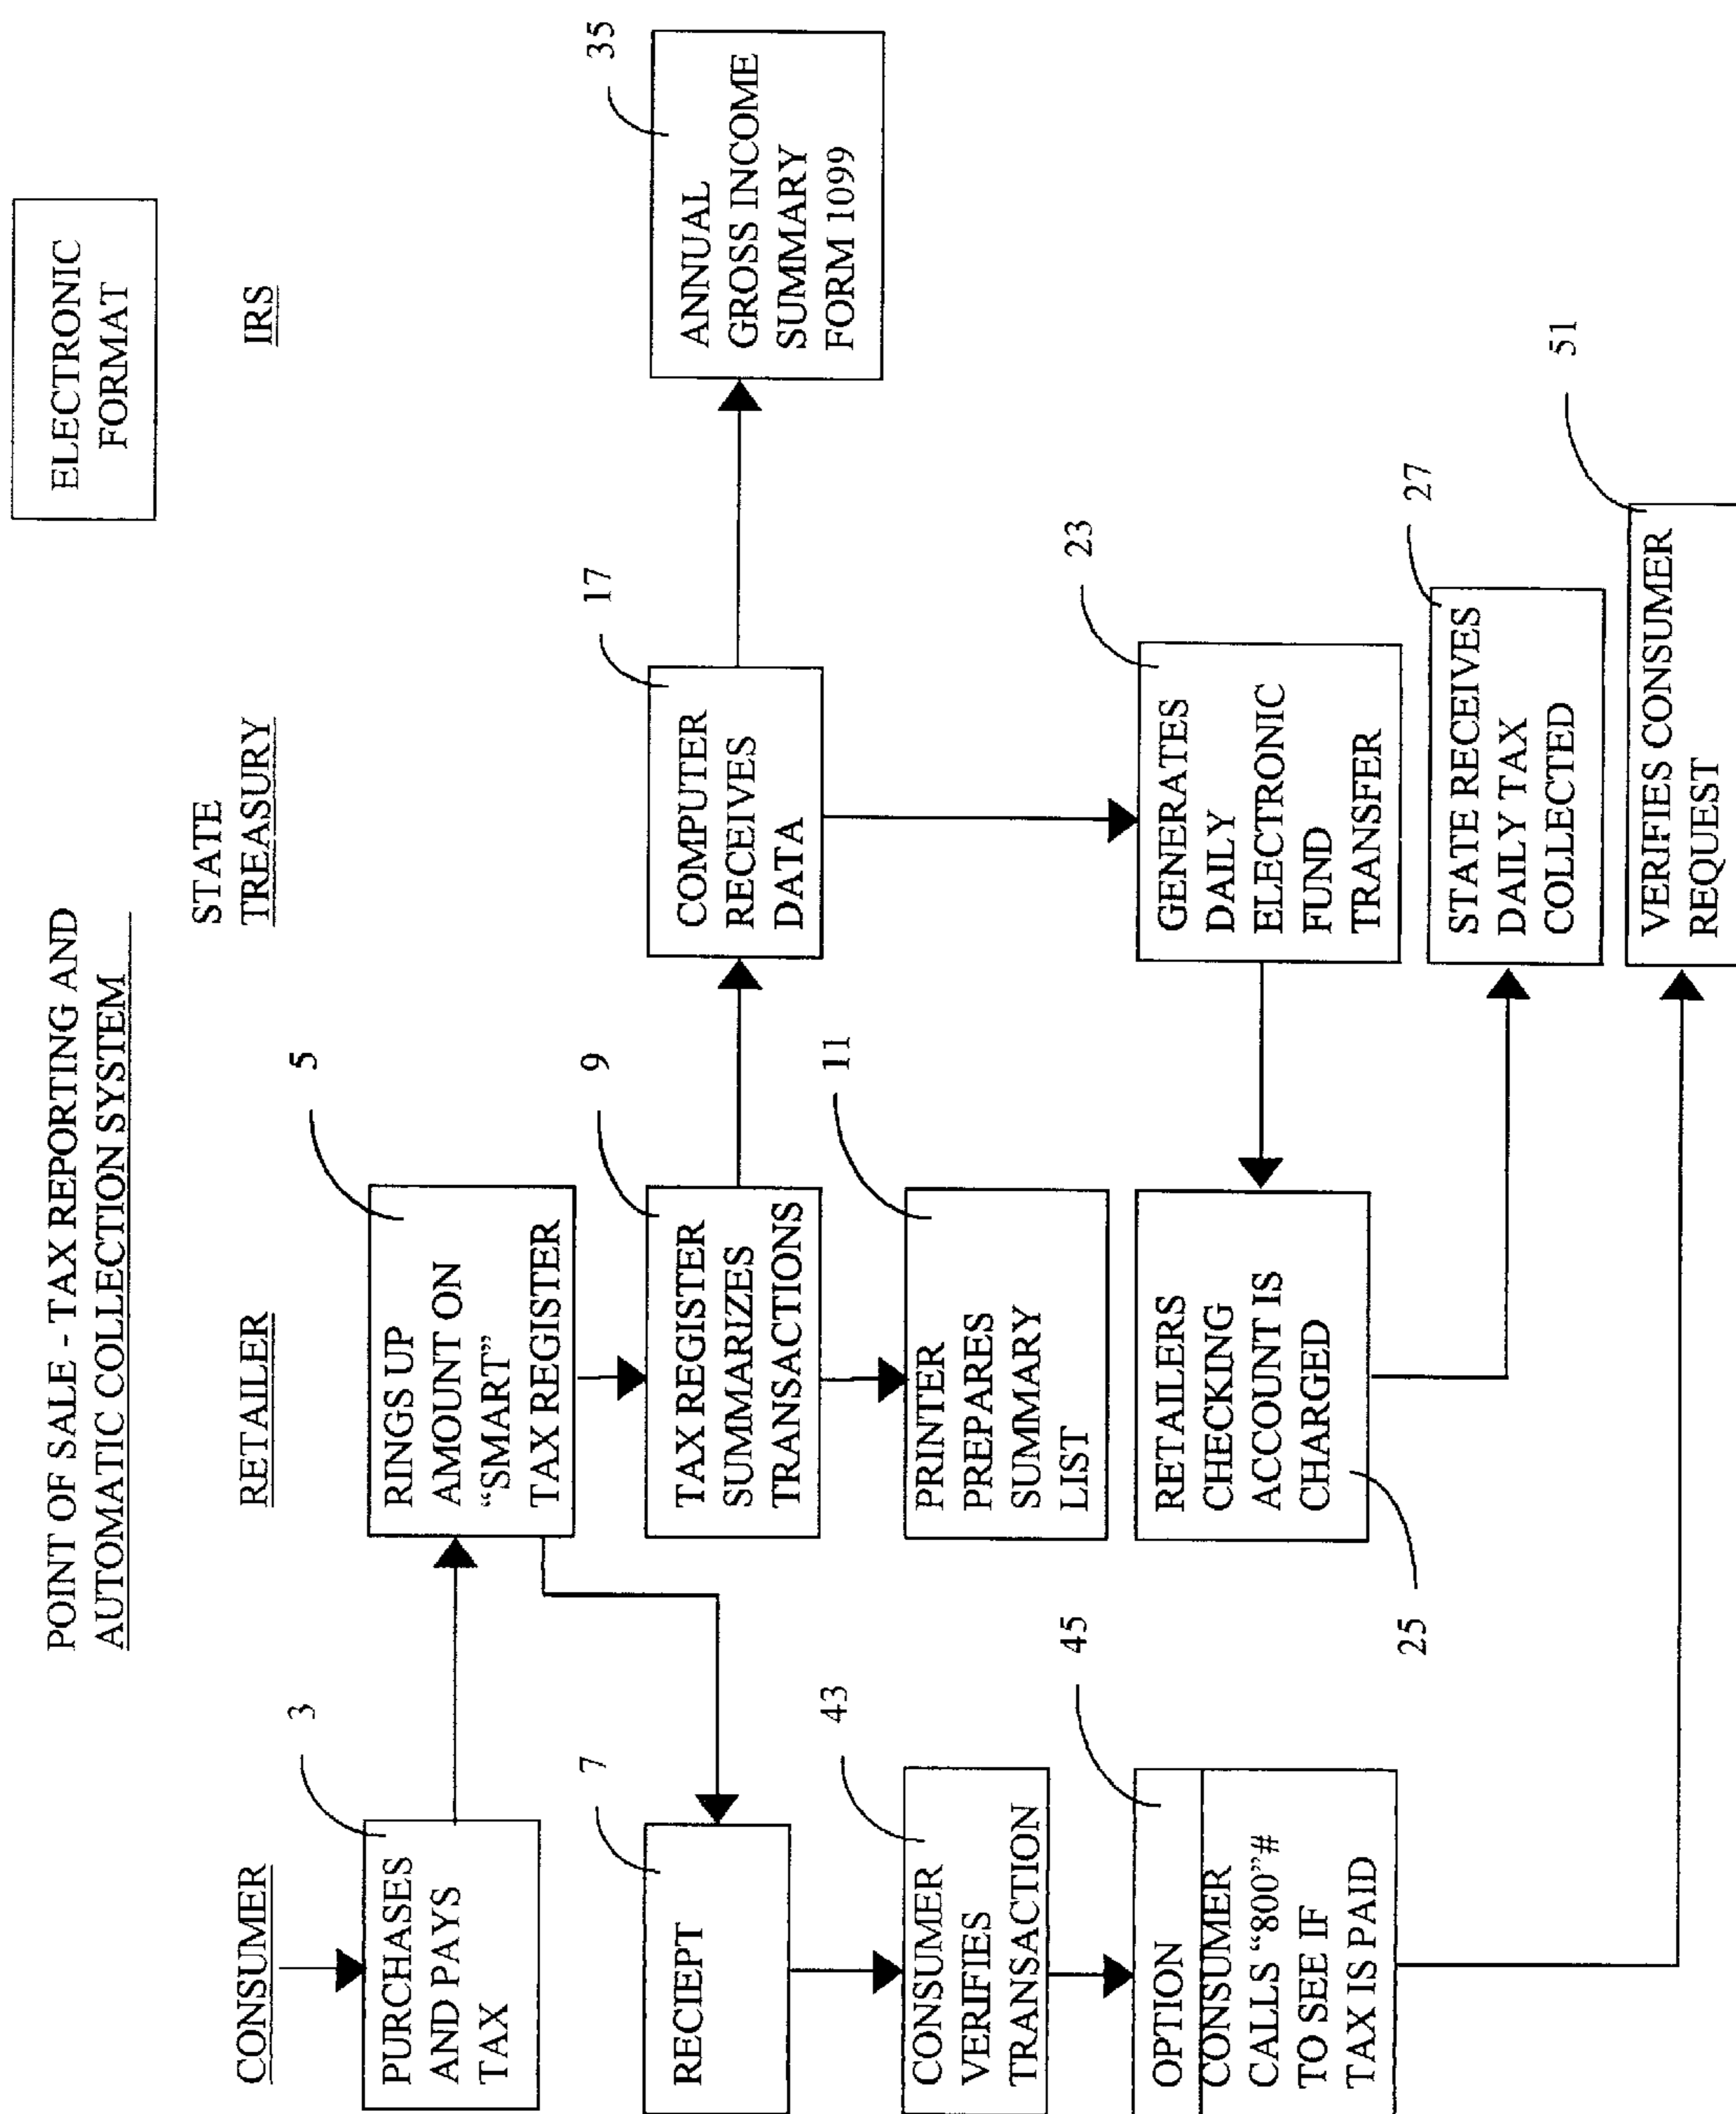 ELECTRONIC
FORMAT
POINT OF SALE - TAX REPORTING AND
AUTOMATIC COLLECTION SYSTEM
CONSUMER
RETAILER
STATE
TREASURY
IRS
3
PURCHASES
AND PAYS
TAX
5
RINGS UP
AMOUNT ON
“SMART”
TAX REGISTER
7
RECIEPT
9
TAX REGISTER
SUMMARIZES
TRANSACTIONS
17
COMPUTER
RECEIVES
DATA
35
ANNUAL
GROSS INCOME
SUMMARY
FORM 1099
43
CONSUMER
VERIFIES
TRANSACTION
11
PRINTER
PREPARES
SUMMARY
LIST
45
OPTION
CONSUMER
CALLS “800”#
TO SEE IF
TAX IS PAID
RETAILERS
CHECKING
ACCOUNT IS
CHARGED
25
23
GENERATES
DAILY
ELECTRONIC
FUND
TRANSFER
27
STATE RECEIVES
DAILY TAX
COLLECTED
51
VERIFIES CONSUMER
REQUEST